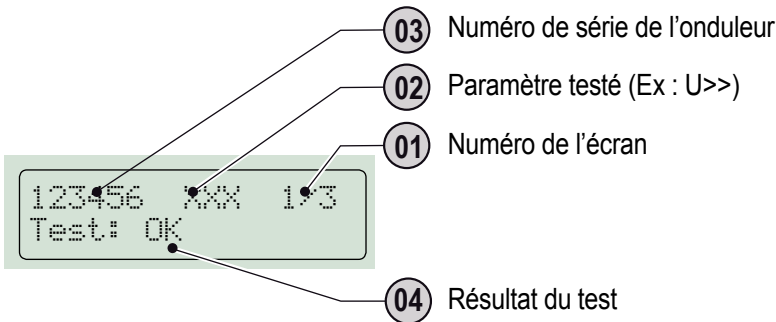 03 Numéro de série de l’onduleur
02 Paramètre testé (Ex : U>>)
01 Numéro de l’écran
123456 XXX 1/3
Test: OK
04 Résultat du test